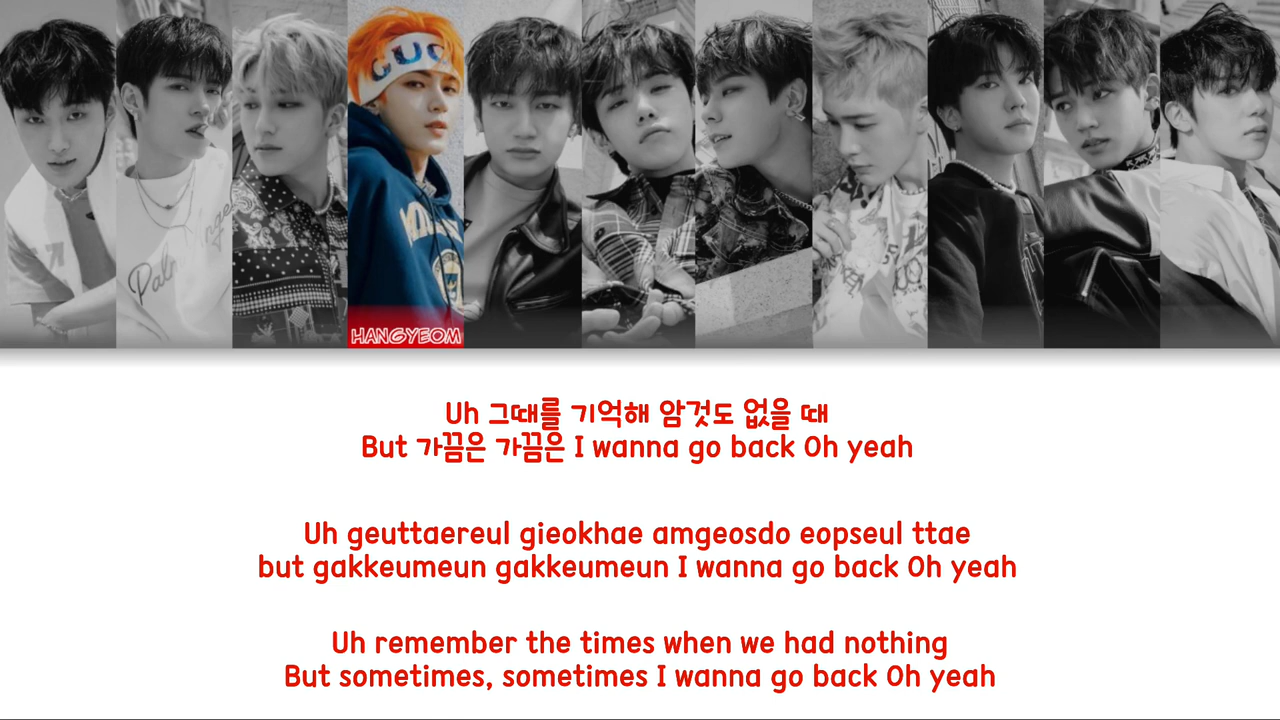 GUC
Pal
HANGYEOM
Uh 그때를 기억해 암것도 없을 때
But 가끔은 가끔은 I wanna go back Oh yeah
Uh geuttaereul gieokhae amgeosdo eopseul ttae
but gakkeumeun gakkeumeun I wanna go back Oh yeah
Uh remember the times when we had nothing
But sometimes, sometimes I wanna go back Oh yeah